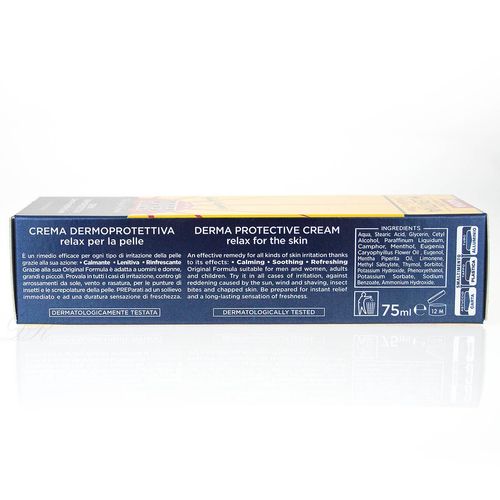 CREMA DERMOPROTETTIVA
relax per la pelle
È un rimedio efficace per ogni tipo di irritazione della pelle
grazie alla sua azione: • Calmante • Lenitiva • Rinfrescante
Grazie alla sua Original Formula è adatta a uomini e donne,
grandi e piccoli. Provala in tutti i casi di irritazione, contro gli
arrossamenti da sole, vento e rasatura, per le punture di
insetti e le screpolature della pelle. PREParati ad un sollievo
immediato e ad una duratura sensazione di freschezza.
DERMATOLOGICAMENTE TESTATA
DERMA PROTECTIVE CREAM
relax for the skin
An effective remedy for all kinds of skin irritation thanks
to its effects: • Calming • Soothing • Refreshing
Original Formula suitable for men and women, adults
and children. Try it in all cases of irritation, against
reddening caused by the sun, wind and shaving, insect
bites and chapped skin. Be prepared for instant relief
and a long-lasting sensation of freshness.
DERMATOLOGICALLY TESTED
INGREDIENTS
Aqua, Stearic Acid, Glycerin, Cetyl
Alcohol, Paraffinum Liquidum,
Camphor, Menthol, Eugenia
Caryophyllus Flower Oil, Eugenol,
Mentha Piperita Oil, Limonene,
Methyl Salicylate, Thymol, Sorbitol,
Potassium Hydroxide, Phenoxyethanol,
Potassium Sorbate, Sodium
Benzoate, Ammonium Hydroxide.
75ml e
12 M